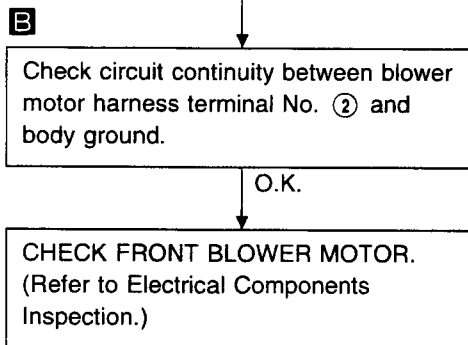 B
Check circuit continuity between blower
motor harness terminal No. ② and
body ground.
O.K.
CHECK FRONT BLOWER MOTOR.
(Refer to Electrical Components
Inspection.)